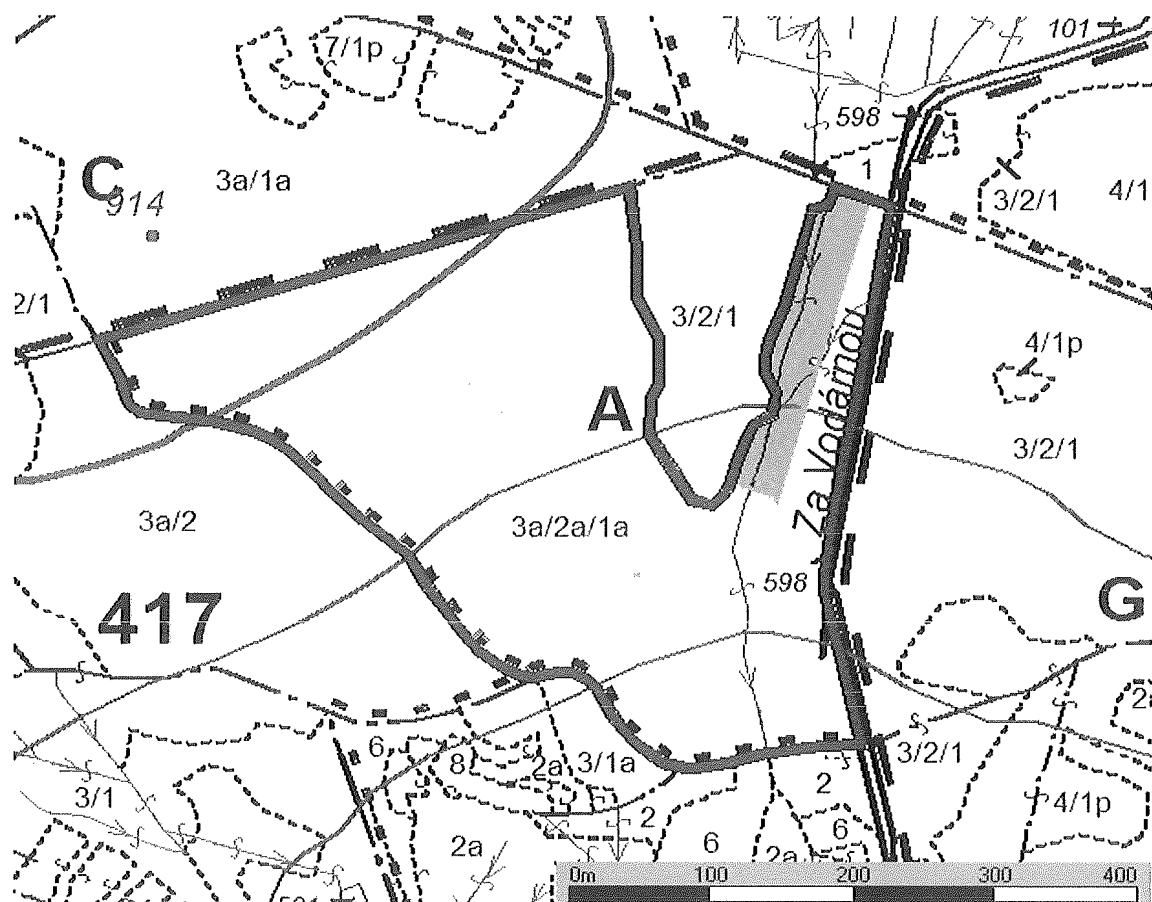 101
7/1p
598
1
C
3a/1a
914
3/2/1
4/1
2/1
3/2/1
4/1p
A
Za Vodárnou
3/2/1
3a/2
3a/2a/1a
598
417
G
6
8
2a
3/1a
3/2/1
3/1
2
2
4/1p
6
6
2a
2a
0m 100 200 300 400